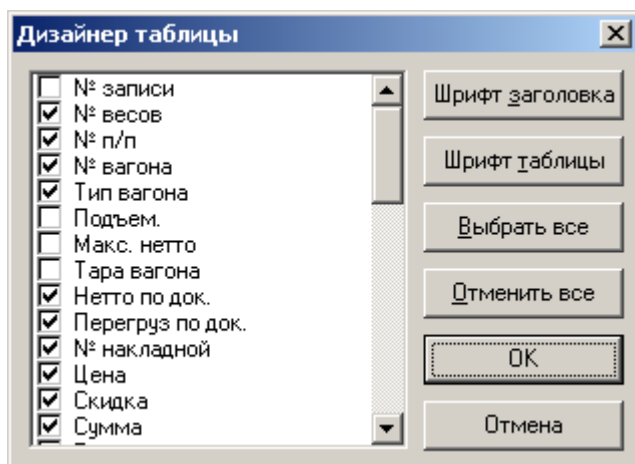 Дизайнер таблицы
№ записи
№ весов
№ п/п
№ вагона
Тип вагона
Подъем.
Макс. нетто
Тара вагона
Нетто по док.
Перегруз по док.
№ накладной
Цена
Скидка
Сумма
Шрифт заголовка
Шрифт таблицы
Выбрать все
Отменить все
OK
Отмена